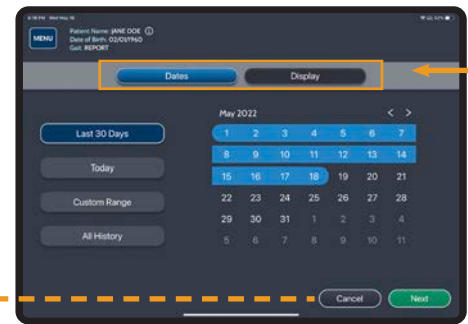 MENU
Patient Name: JANE DOE
Date of Birth: 02/01/1960
Gait REPORT
Dates Display
May 2022 < >
Last 30 Days
Today
Custom Range
All History
1 2 3 4 5 6 7
8 9 10 11 12 13 14
15 16 17 18 19 20 21
22 23 24 25 26 27 28
29 30 31 1 2 3 4
5 6 7 8 9 10 11
Cancel Next